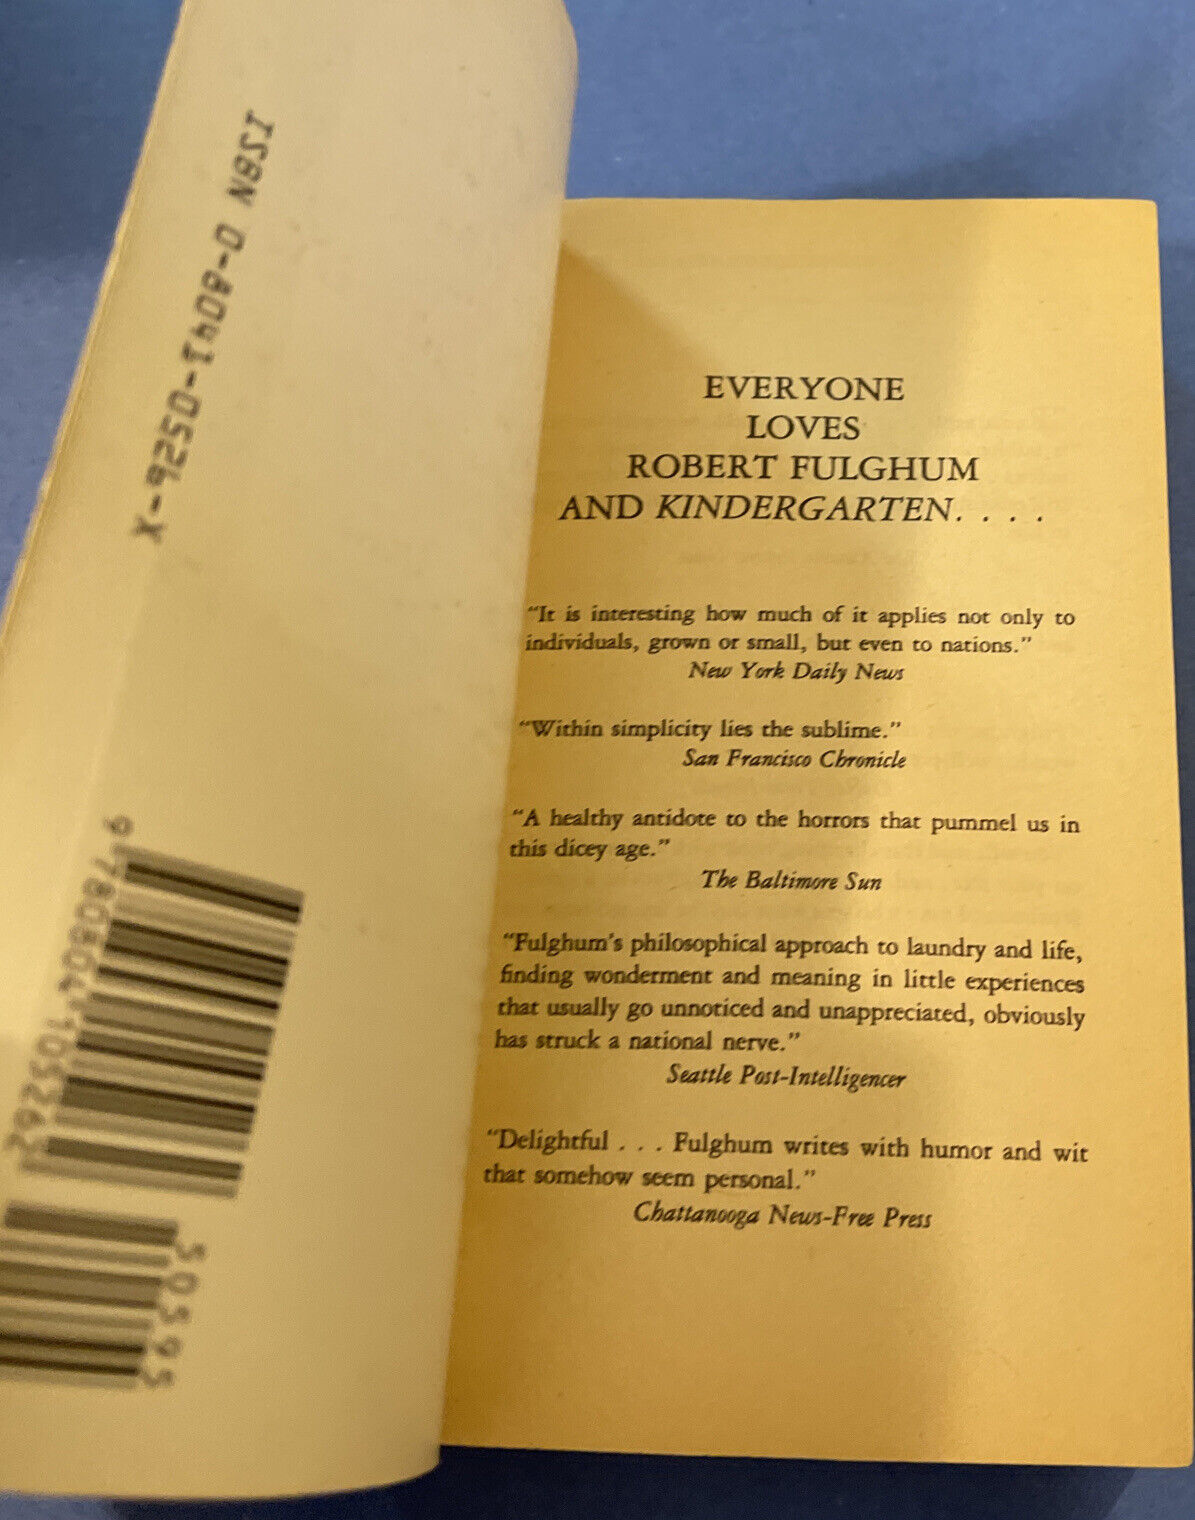 ISBN 0-8041-0526-X
9 780804 105262
50395
EVERYONE
LOVES
ROBERT FULGHUM
AND KINDERGARTEN. . . .
“It is interesting how much of it applies not only to
individuals, grown or small, but even to nations.”
New York Daily News
“Within simplicity lies the sublime.”
San Francisco Chronicle
“A healthy antidote to the horrors that pummel us in
this dicey age.”
The Baltimore Sun
“Fulghum’s philosophical approach to laundry and life,
finding wonderment and meaning in little experiences
that usually go unnoticed and unappreciated, obviously
has struck a national nerve.”
Seattle Post-Intelligencer
“Delightful . . . Fulghum writes with humor and wit
that somehow seem personal.”
Chattanooga News-Free Press